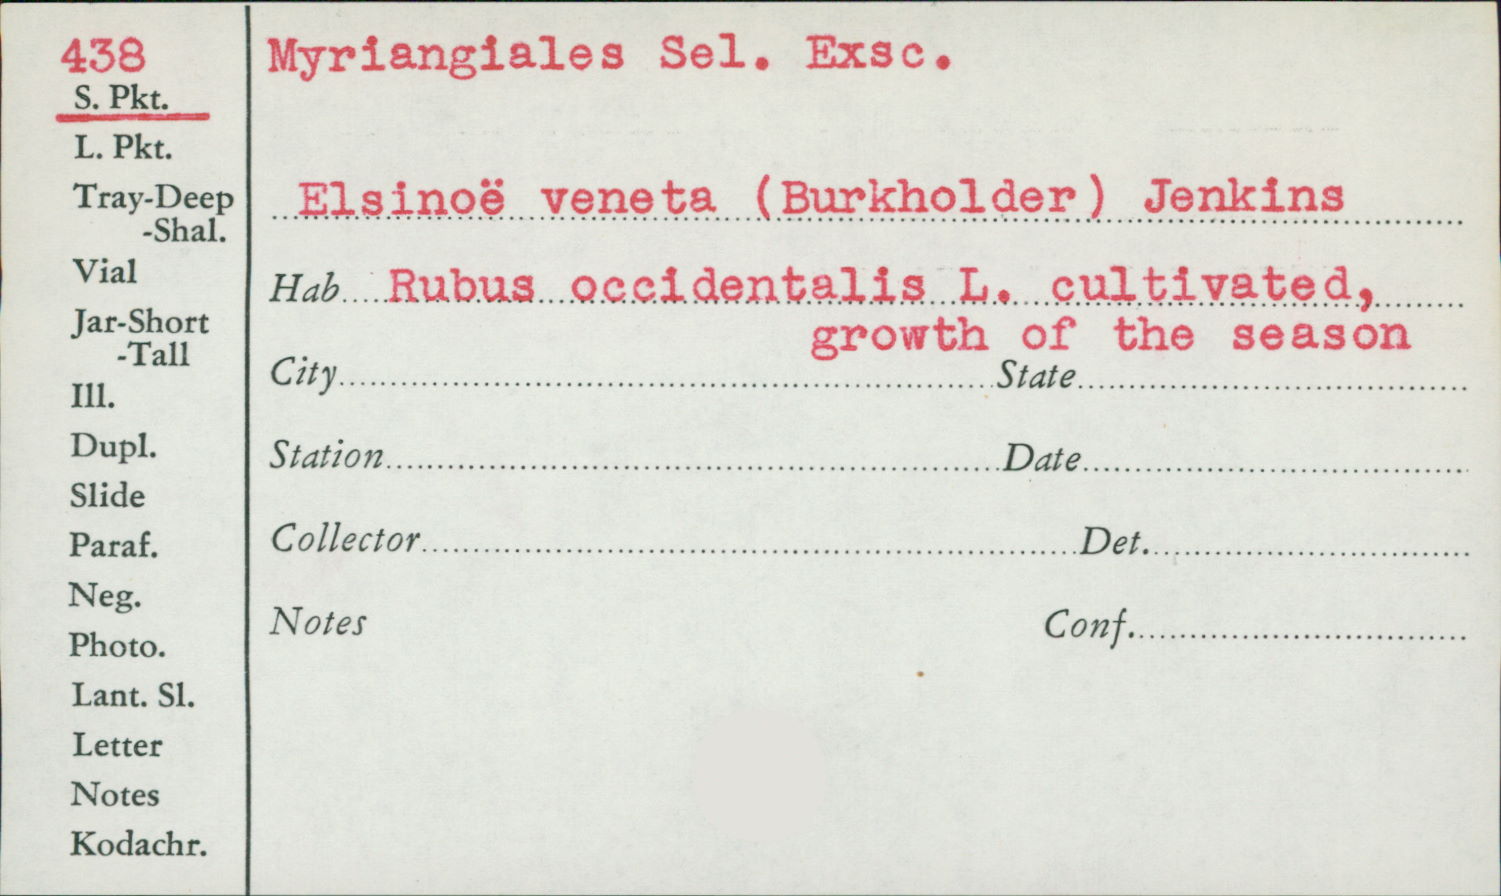 438
S. Pkt.
L. Pkt.
Tray-Deep
-Shal.
Vial
Jar-Short
-Tall
Ill.
Dupl.
Slide
Paraf.
Neg.
Photo.
Lant. Sl.
Letter
Notes
Kodachr.
Myriangiales Sel. Exsc.
Elsinoë veneta (Burkholder) Jenkins
Hab. Rubus occidentalis L. cultivated,
growth of the season
City State
Station Date
Collector Det.
Notes Conf.